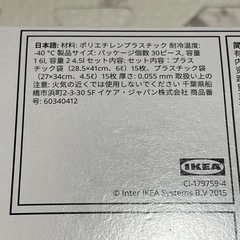 日本語: 材料: ポリエチレンプラスチック 耐冷温度:
-40 ℃ 製品サイズ: パッケージ個数 30ピース, 容量
1 6l, 容量 2 4.5l セット内容: セット内容: プラスチ
ック袋 (28.5×41cm、6ℓ) 15枚、プラスチック袋
(27×34cm、4.5ℓ) 15枚 厚さ: 0.055 mm 取扱い上の
注意: 火気の近くでは使用しないでください 千葉県船
橋市浜町2-3-30 5F イケア・ジャパン株式会社 商品
番号: 60340412
IKEA
CI-179759-4
© Inter IKEA Systems B.V 2015